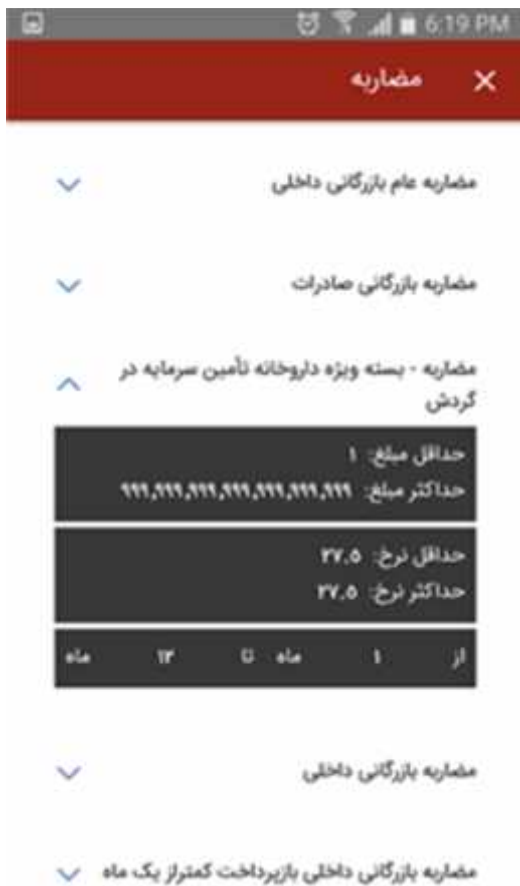 6:19 PM
مضاربه
مضاربه عام بازرگانی داخلی
مضاربه بازرگانی صادرات
مضاربه - بسته ویژه داروخانه تأمین سرمایه در
گردش
حداقل مبلغ: ۱
حداکثر مبلغ: ۹۹۹,۹۹۹,۹۹۹,۹۹۹,۹۹۹,۹۹۹,۹۹۹
حداقل نرخ: ۲۷.۵
حداکثر نرخ: ۲۷.۵
از ۱ ماه تا ۱۲ ماه
مضاربه بازرگانی داخلی
مضاربه بازرگانی داخلی بازپرداخت کمتراز یک ماه